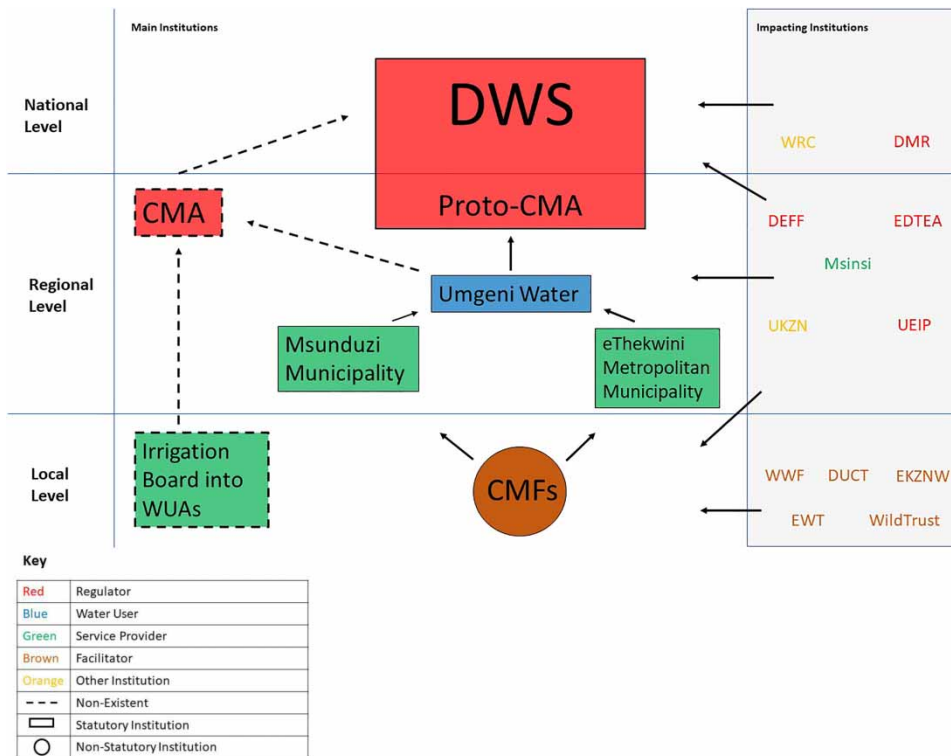 Main Institutions
Impacting Institutions
National
Level
DWS
WRC
DMR
CMA
Proto-CMA
DEFF
EDTEA
Msinsi
Regional
Level
Umgeni Water
UKZN
UEIP
Msunduzi
Municipality
eThekwini
Metropolitan
Municipality
Local
Level
Irrigation
Board into
WUAs
CMFs
WWF
DUCT
EKZNW
EWT
WildTrust
Key
Red Regulator
Blue Water User
Green Service Provider
Brown Facilitator
Orange Other Institution
Non-Existent
Statutory Institution
Non-Statutory Institution